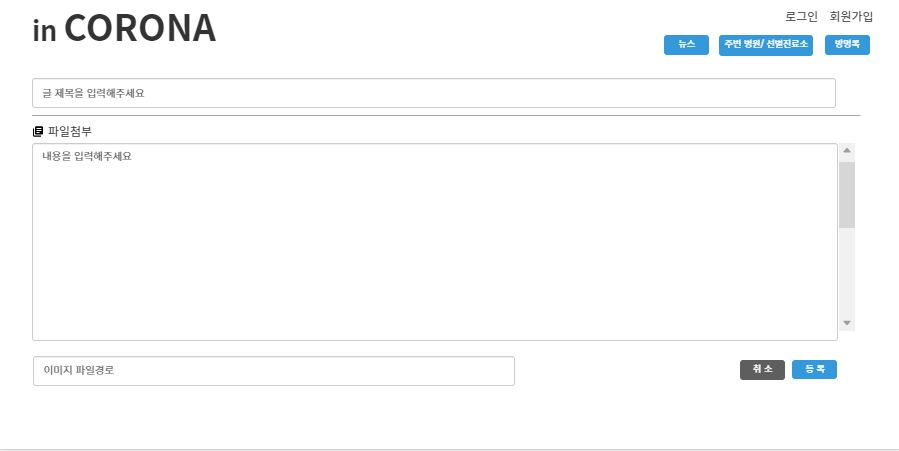 로그인 회원가입
in CORONA
뉴스 주변 병원/ 선별진료소 방명록
글 제목을 입력해주세요
파일첨부
내용을 입력해주세요
이미지 파일경로
취 소 등 록